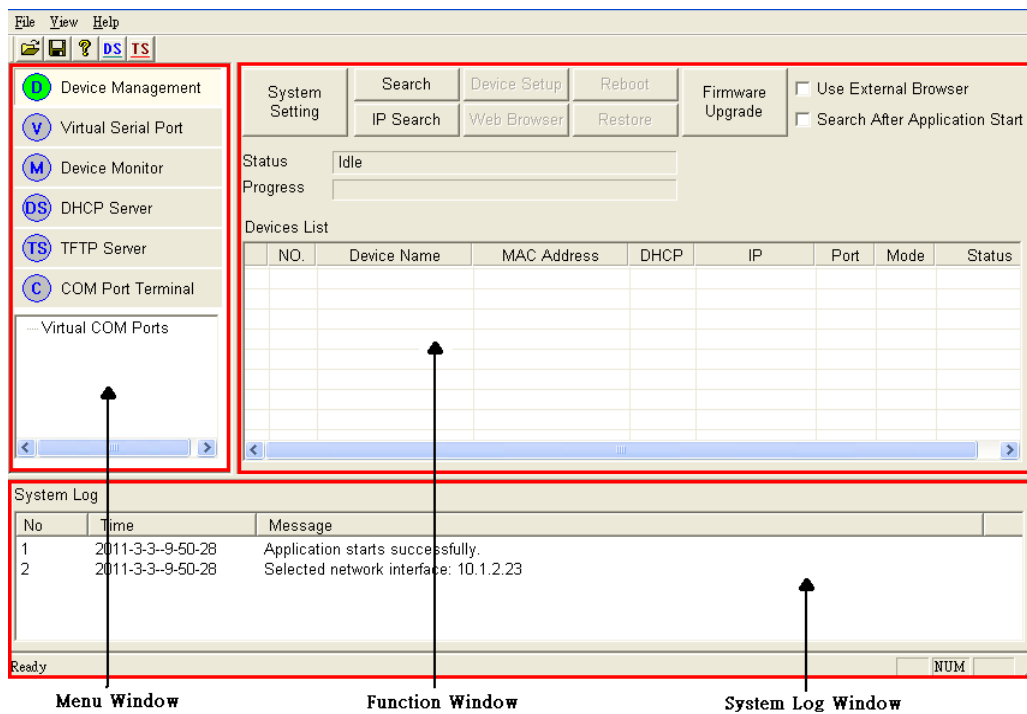 File View Help
? DS TS
D Device Management
V Virtual Serial Port
M Device Monitor
DS DHCP Server
TS TFTP Server
C COM Port Terminal
Virtual COM Ports
System Setting
Search
Device Setup
Reboot
Firmware Upgrade
Use External Browser
IP Search
Web Browser
Restore
Search After Application Start
Status Idle
Progress
Devices List
NO. Device Name MAC Address DHCP IP Port Mode Status
System Log
No Time Message
1 2011-3-3--9-50-28 Application starts successfully.
2 2011-3-3--9-50-28 Selected network interface: 10.1.2.23
Ready NUM
Menu Window Function Window System Log Window